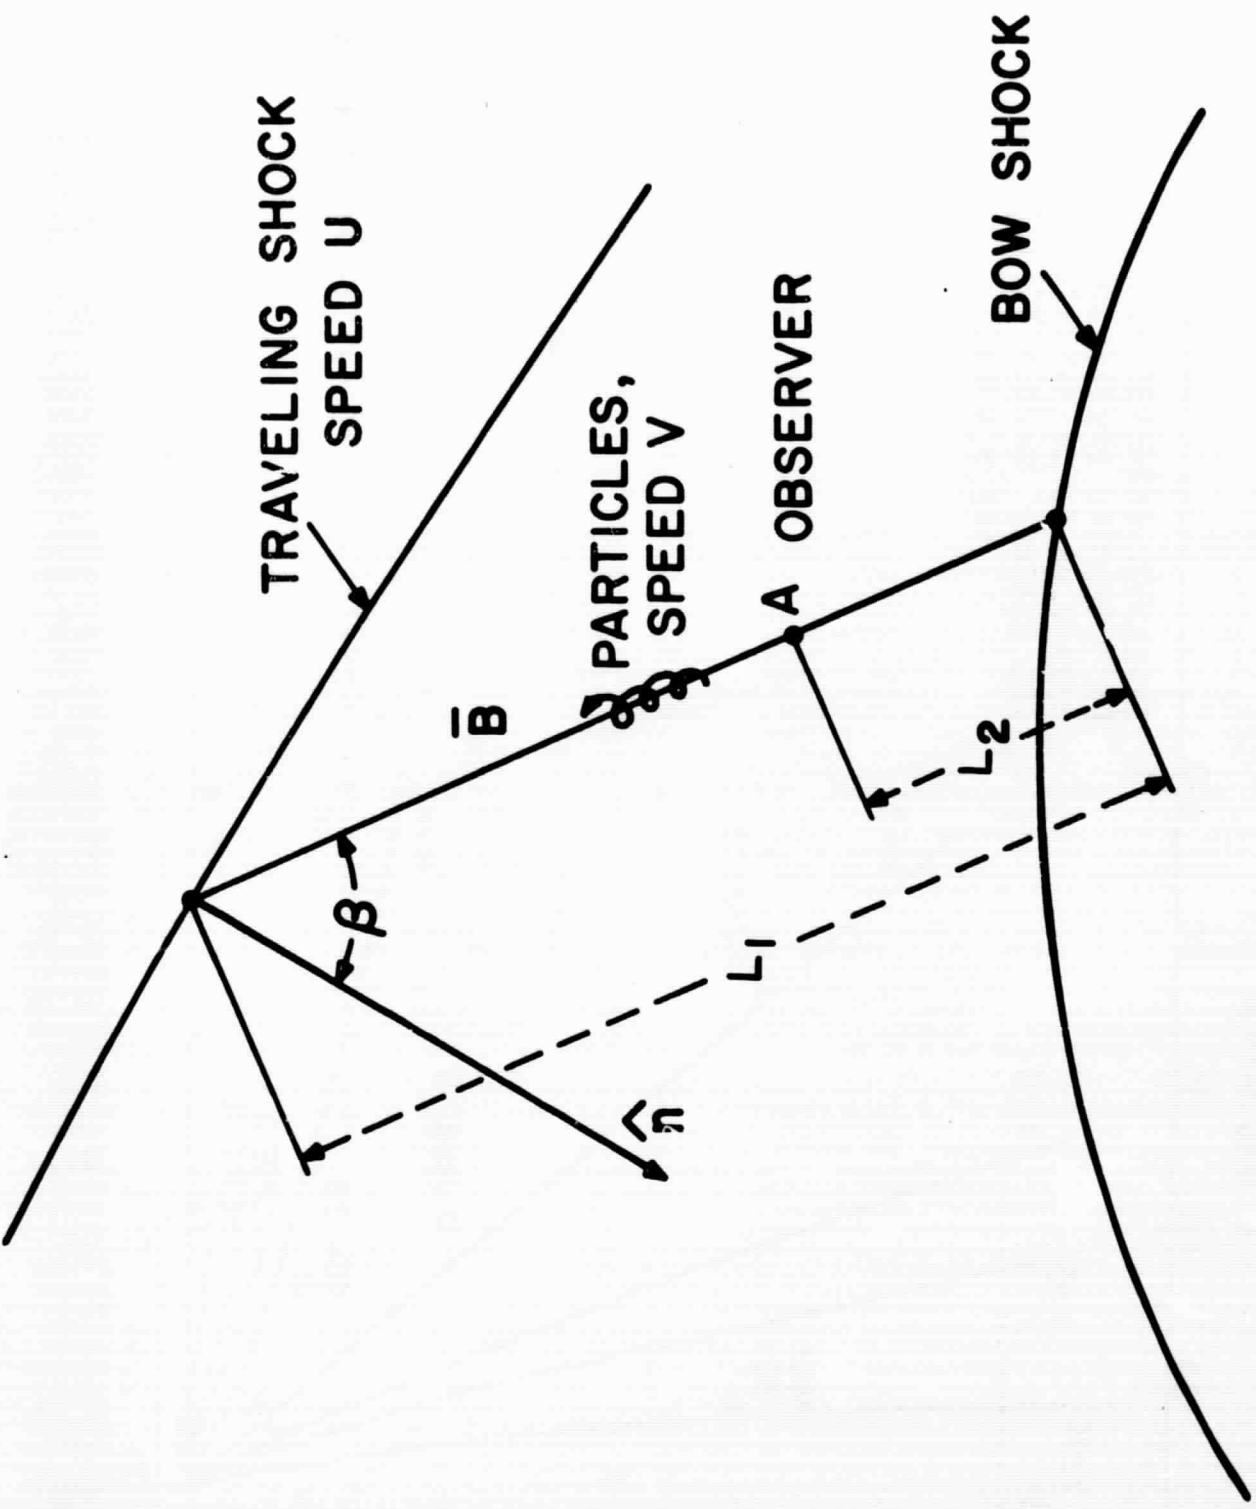 TRAVELING SHOCK
SPEED U
B̅
β
PARTICLES,
SPEED V
A OBSERVER
n̂
L1
L2
BOW SHOCK